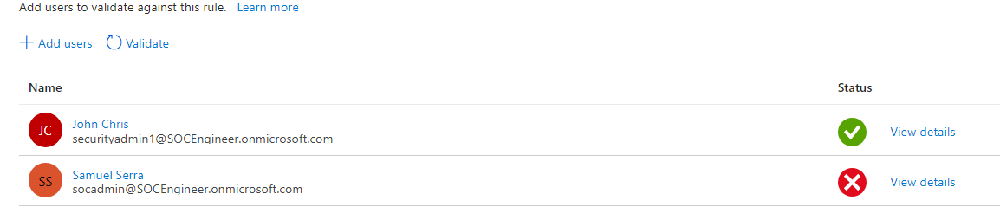 Add users to validate against this rule. Learn more
Add users Validate
Name Status
JC John Chris
securityadmin1@SOCEngineer.onmicrosoft.com View details
SS Samuel Serra
socadmin@SOCEngineer.onmicrosoft.com View details